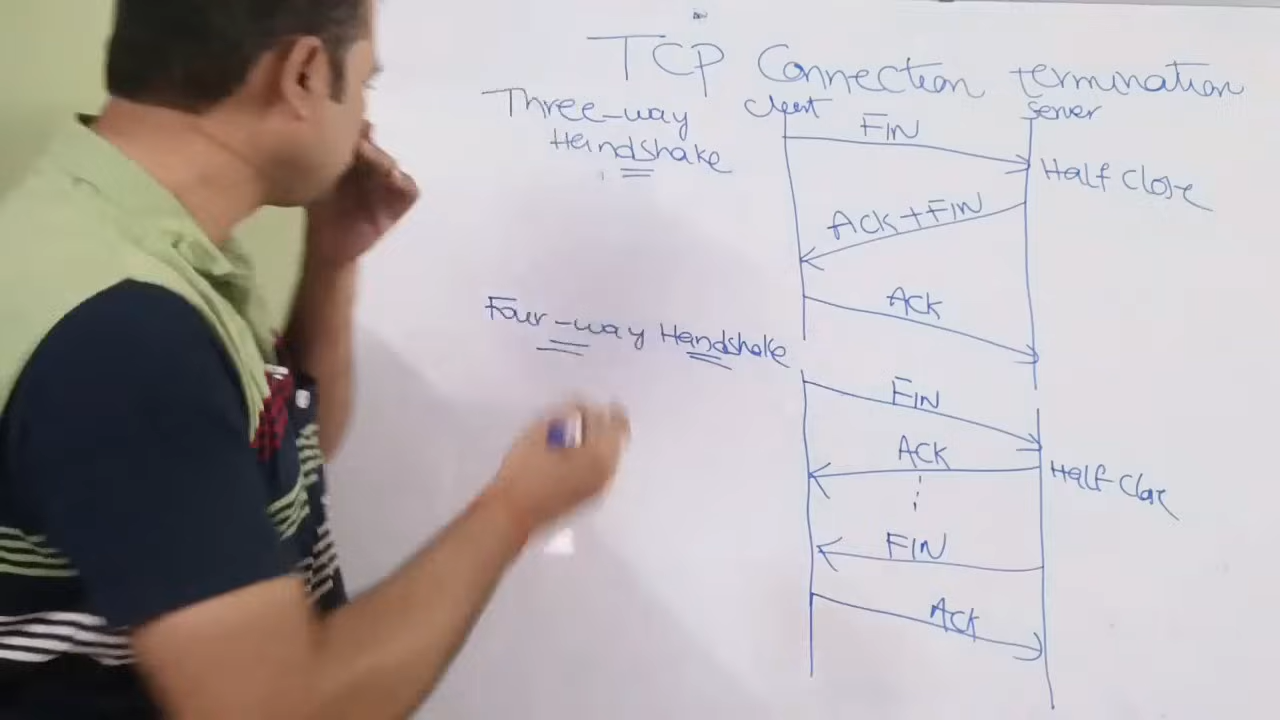 TCP Connection termination
Three-way
Handshake
Client
Server
FIN
Half Close
Ack+FIN
Ack
Four-way Handshake
FIN
ACK
Half Close
FIN
Ack